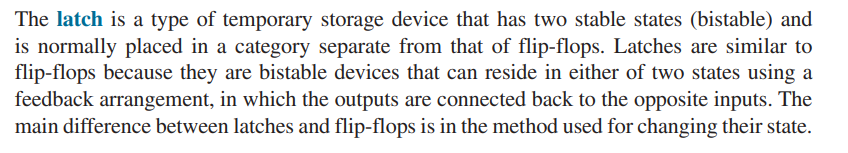 The latch is a type of temporary storage device that has two stable states (bistable) and
is normally placed in a category separate from that of flip-flops. Latches are similar to
flip-flops because they are bistable devices that can reside in either of two states using a
feedback arrangement, in which the outputs are connected back to the opposite inputs. The
main difference between latches and flip-flops is in the method used for changing their state.